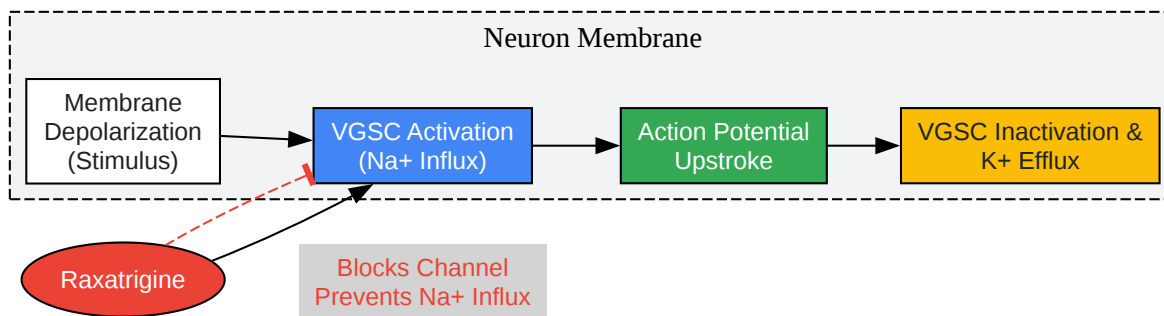 Neuron Membrane
Membrane
Depolarization
(Stimulus)
VGSC Activation
(Na+ Influx)
Action Potential
Upstroke
VGSC Inactivation &
K+ Efflux
Raxatrigine
Blocks Channel
Prevents Na+ Influx